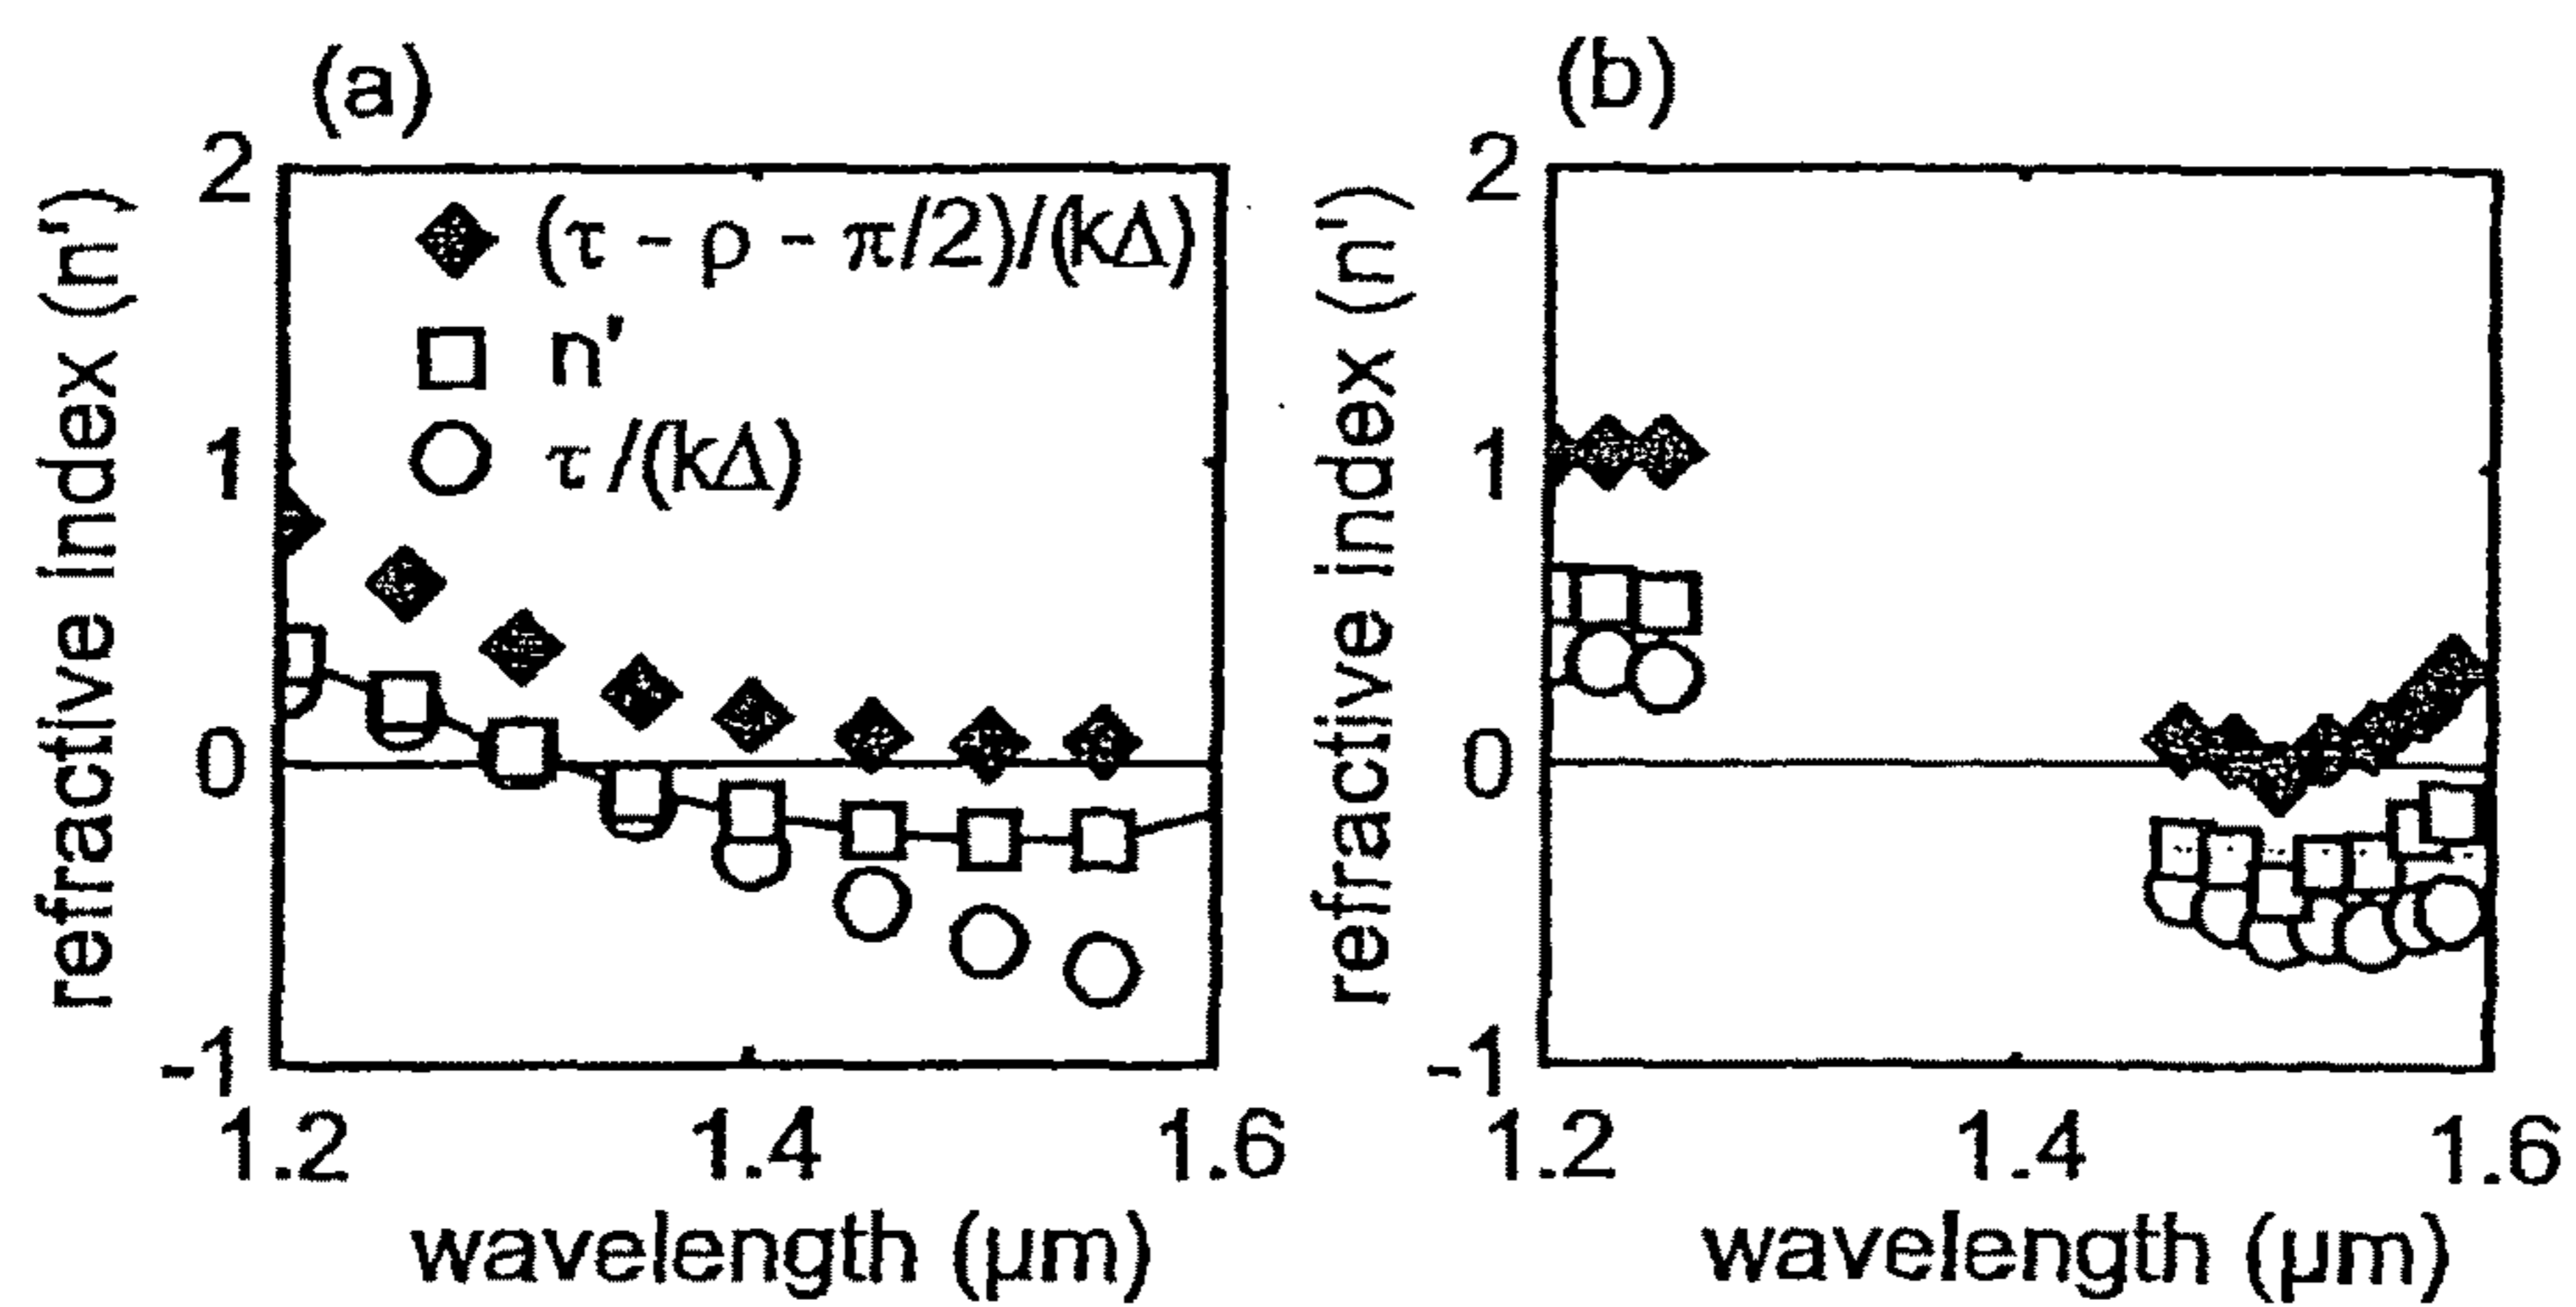 (a)
refractive index (n')
2
1
0
-1
(τ - ρ - π/2)/(kΔ)
n'
τ /(kΔ)
1.2
1.4
1.6
wavelength (µm)
(b)
refractive index (n')
2
1
0
-1
1.2
1.4
1.6
wavelength (µm)